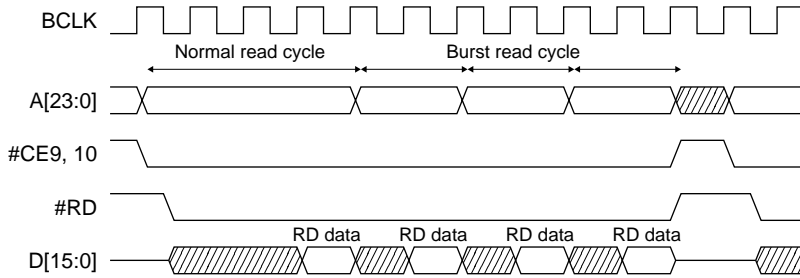 BCLK
Normal read cycle Burst read cycle
A[23:0]
#CE9, 10
#RD
RD data RD data RD data RD data
D[15:0]